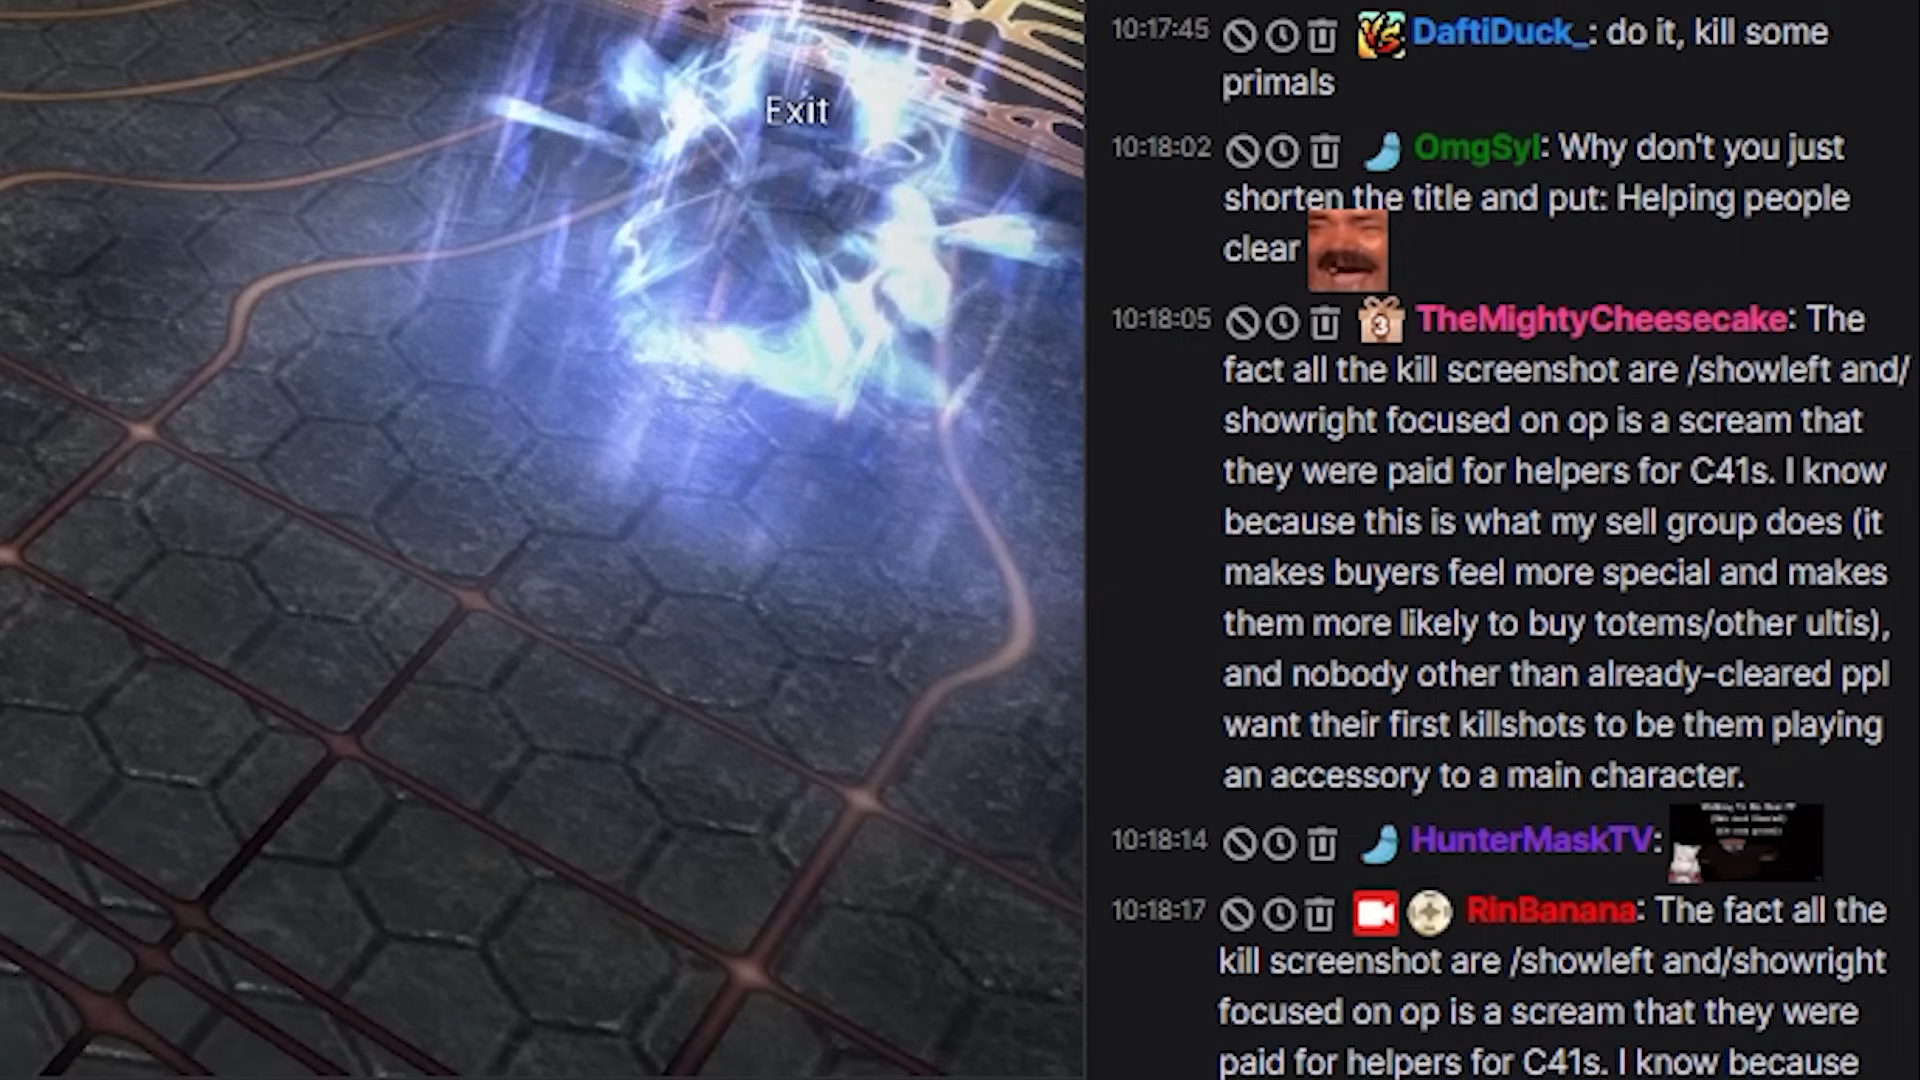 Exit
10:17:45 DaftiDuck_: do it, kill some
primals
10:18:02 OmgSyl: Why don't you just
shorten the title and put: Helping people
clear
10:18:05 3 TheMightyCheesecake: The
fact all the kill screenshot are /showleft and/
showright focused on op is a scream that
they were paid for helpers for C41s. I know
because this is what my sell group does (it
makes buyers feel more special and makes
them more likely to buy totems/other ultis),
and nobody other than already-cleared ppl
want their first killshots to be them playing
an accessory to a main character.
10:18:14 HunterMaskTV:
10:18:17 RinBanana: The fact all the
kill screenshot are /showleft and/showright
focused on op is a scream that they were
paid for helpers for C41s. I know because